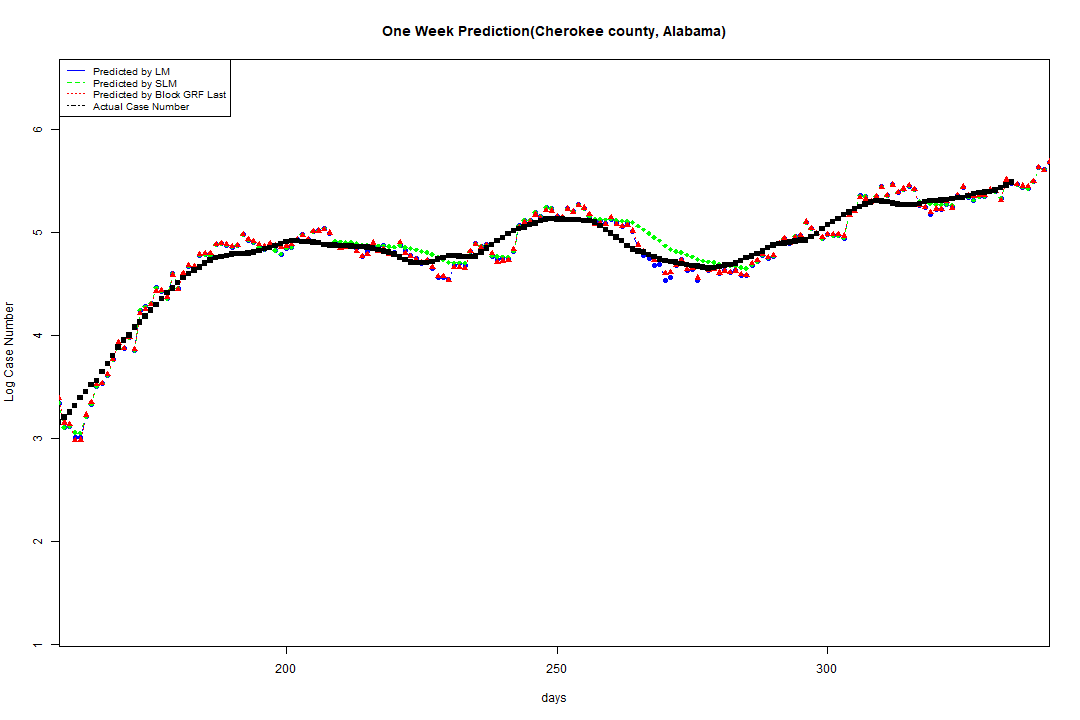 One Week Prediction(Cherokee county, Alabama)
Predicted by LM
Predicted by SLM
Predicted by Block GRF Last
Actual Case Number
6
5
4
3
2
1
Log Case Number
200 250 300
days